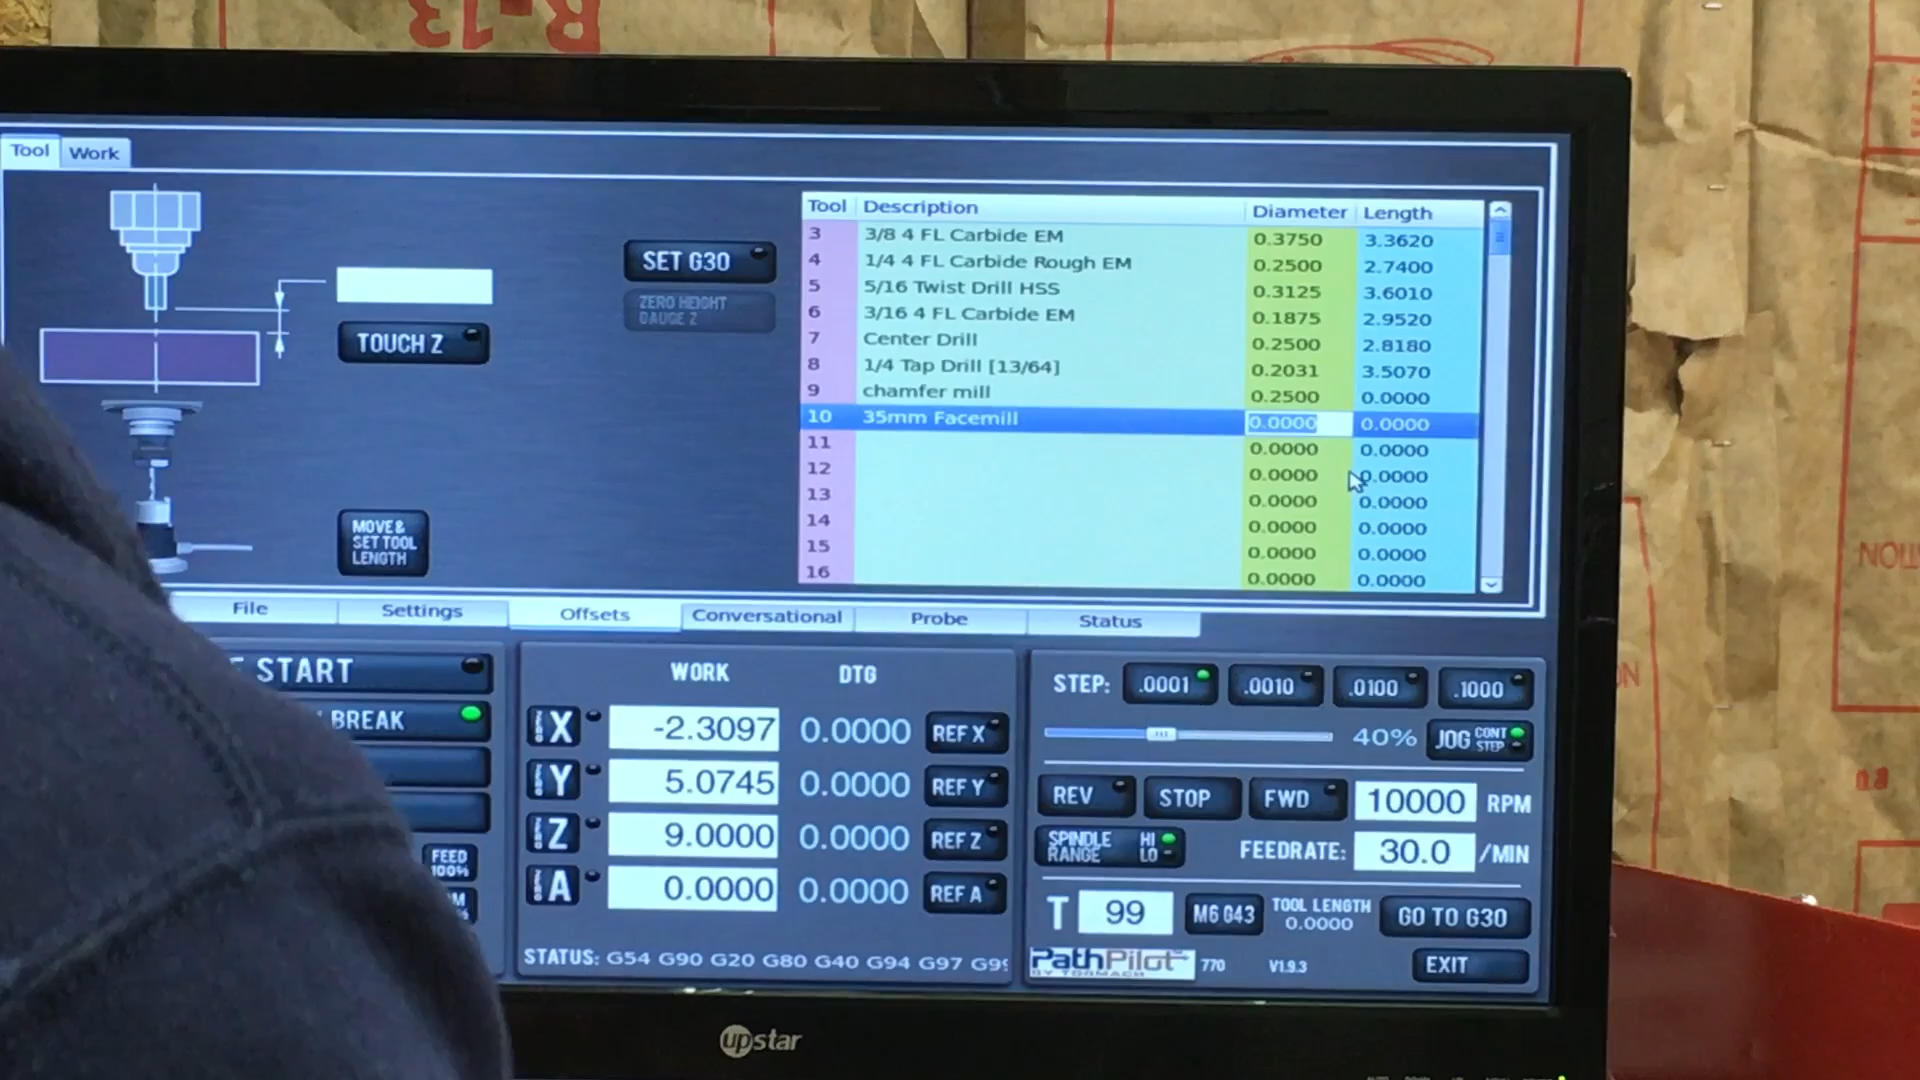 R-13
Tool Work
SET G30
ZERO HEIGHT
GAUGE Z
TOUCH Z
MOVE &
SET TOOL
LENGTH
Tool Description Diameter Length
3 3/8 4 FL Carbide EM 0.3750 3.3620
4 1/4 4 FL Carbide Rough EM 0.2500 2.7400
5 5/16 Twist Drill HSS 0.3125 3.6010
6 3/16 4 FL Carbide EM 0.1875 2.9520
7 Center Drill 0.2500 2.8180
8 1/4 Tap Drill [13/64] 0.2031 3.5070
9 chamfer mill 0.2500 0.0000
10 35mm Facemill 0.0000 0.0000
11 0.0000 0.0000
12 0.0000 0.0000
13 0.0000 0.0000
14 0.0000 0.0000
15 0.0000 0.0000
16 0.0000 0.0000
File Settings Offsets Conversational Probe Status
START
BREAK
FEED
100%
WORK DTG
ZERO X -2.3097 0.0000 REF X
ZERO Y 5.0745 0.0000 REF Y
ZERO Z 9.0000 0.0000 REF Z
ZERO A 0.0000 0.0000 REF A
STATUS: G54 G90 G20 G80 G40 G94 G97 G99
STEP: .0001 .0010 .0100 .1000
40% JOG CONT STEP
REV STOP FWD 10000 RPM
SPINDLE RANGE HI LO FEEDRATE: 30.0 /MIN
T 99 M6 G43 TOOL LENGTH 0.0000 GO TO G30
PathPilot
BY TORMACH
770 V1.9.3 EXIT
upstar